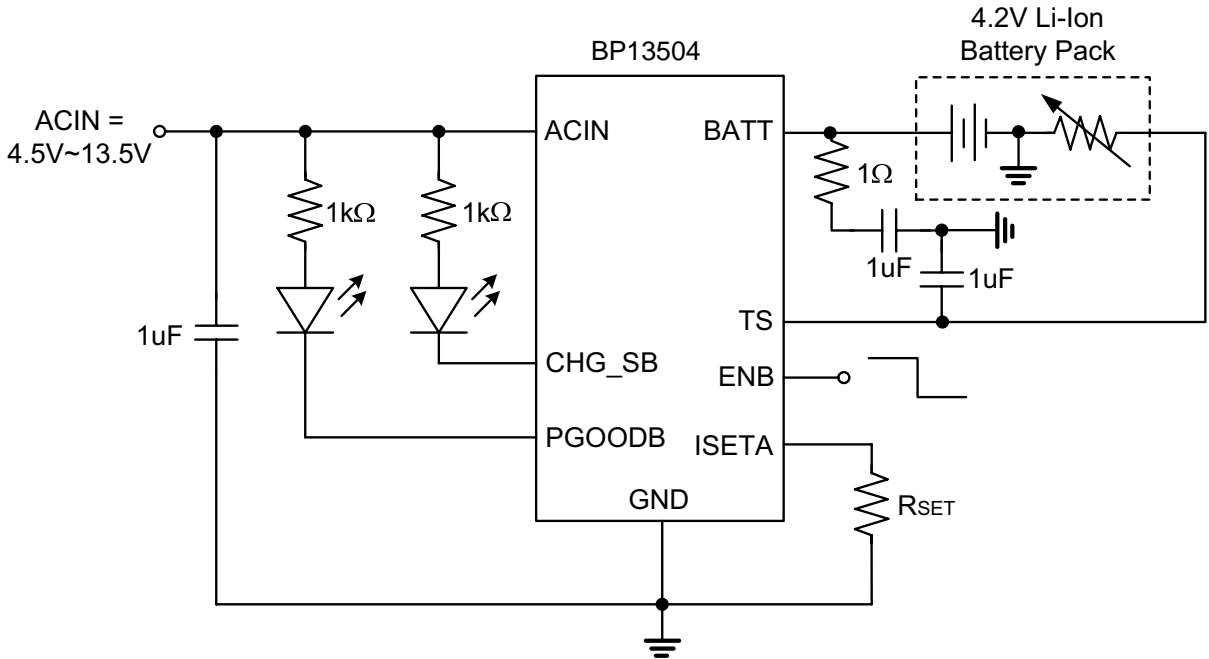 4.2V Li-Ion
Battery Pack
BP13504
ACIN =
4.5V~13.5V
ACIN
BATT
1Ω
1kΩ
1kΩ
1uF
1uF
1uF
TS
CHG_SB
ENB
PGOODB
ISETA
GND
RSET